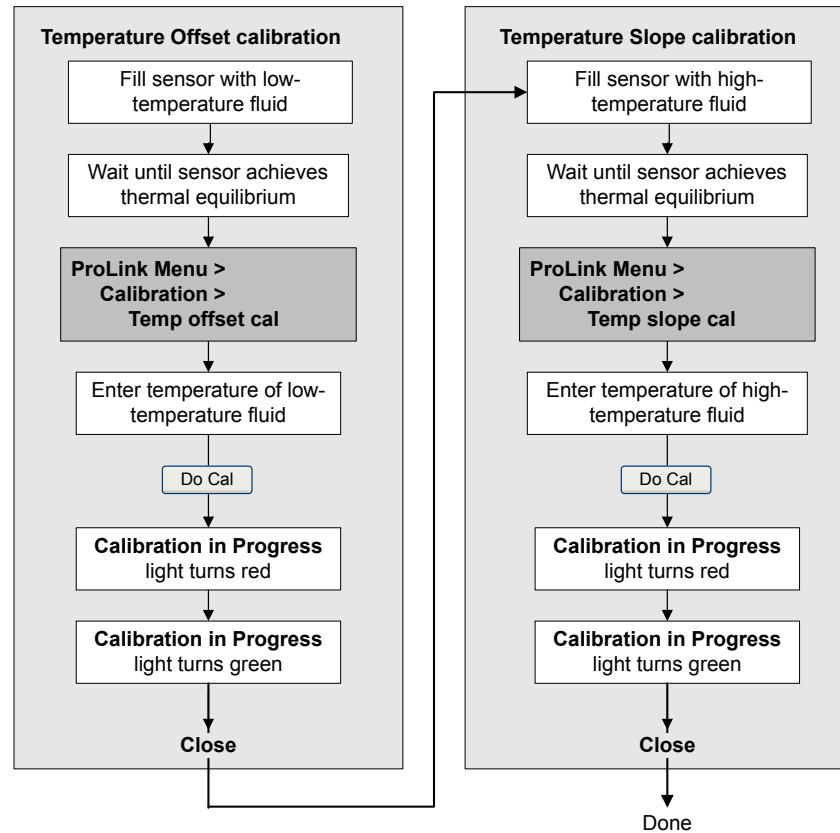 Temperature Offset calibration
Fill sensor with low-
temperature fluid
Wait until sensor achieves
thermal equilibrium
ProLink Menu >
Calibration >
Temp offset cal
Enter temperature of low-
temperature fluid
Do Cal
Calibration in Progress
light turns red
Calibration in Progress
light turns green
Close
Temperature Slope calibration
Fill sensor with high-
temperature fluid
Wait until sensor achieves
thermal equilibrium
ProLink Menu >
Calibration >
Temp slope cal
Enter temperature of high-
temperature fluid
Do Cal
Calibration in Progress
light turns red
Calibration in Progress
light turns green
Close
Done